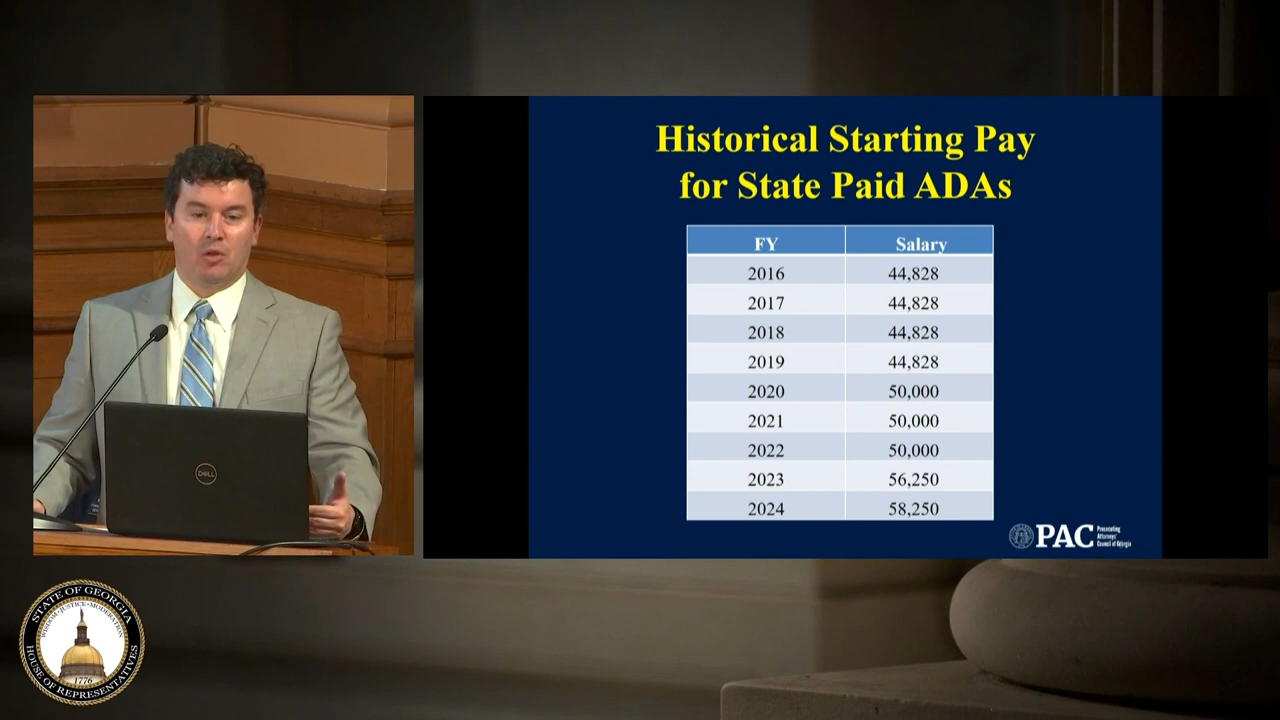 Historical Starting Pay
for State Paid ADAs
FY Salary
2016 44,828
2017 44,828
2018 44,828
2019 44,828
2020 50,000
2021 50,000
2022 50,000
2023 56,250
2024 58,250
PAC
Prosecuting
Attorneys'
Council of Georgia
DELL
STATE OF GEORGIA
WISDOM • JUSTICE • MODERATION
1776
HOUSE OF REPRESENTATIVES